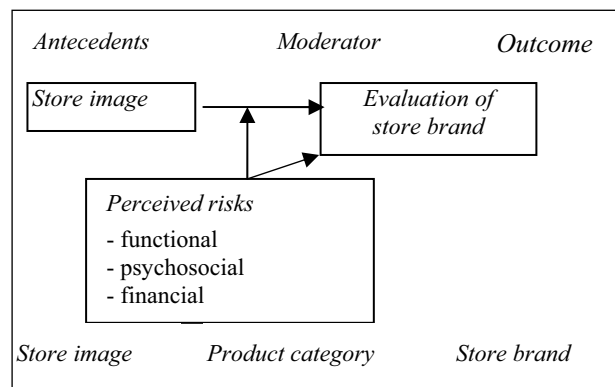 Antecedents Moderator Outcome
Store image
Evaluation of
store brand
Perceived risks
- functional
- psychosocial
- financial
Store image Product category Store brand